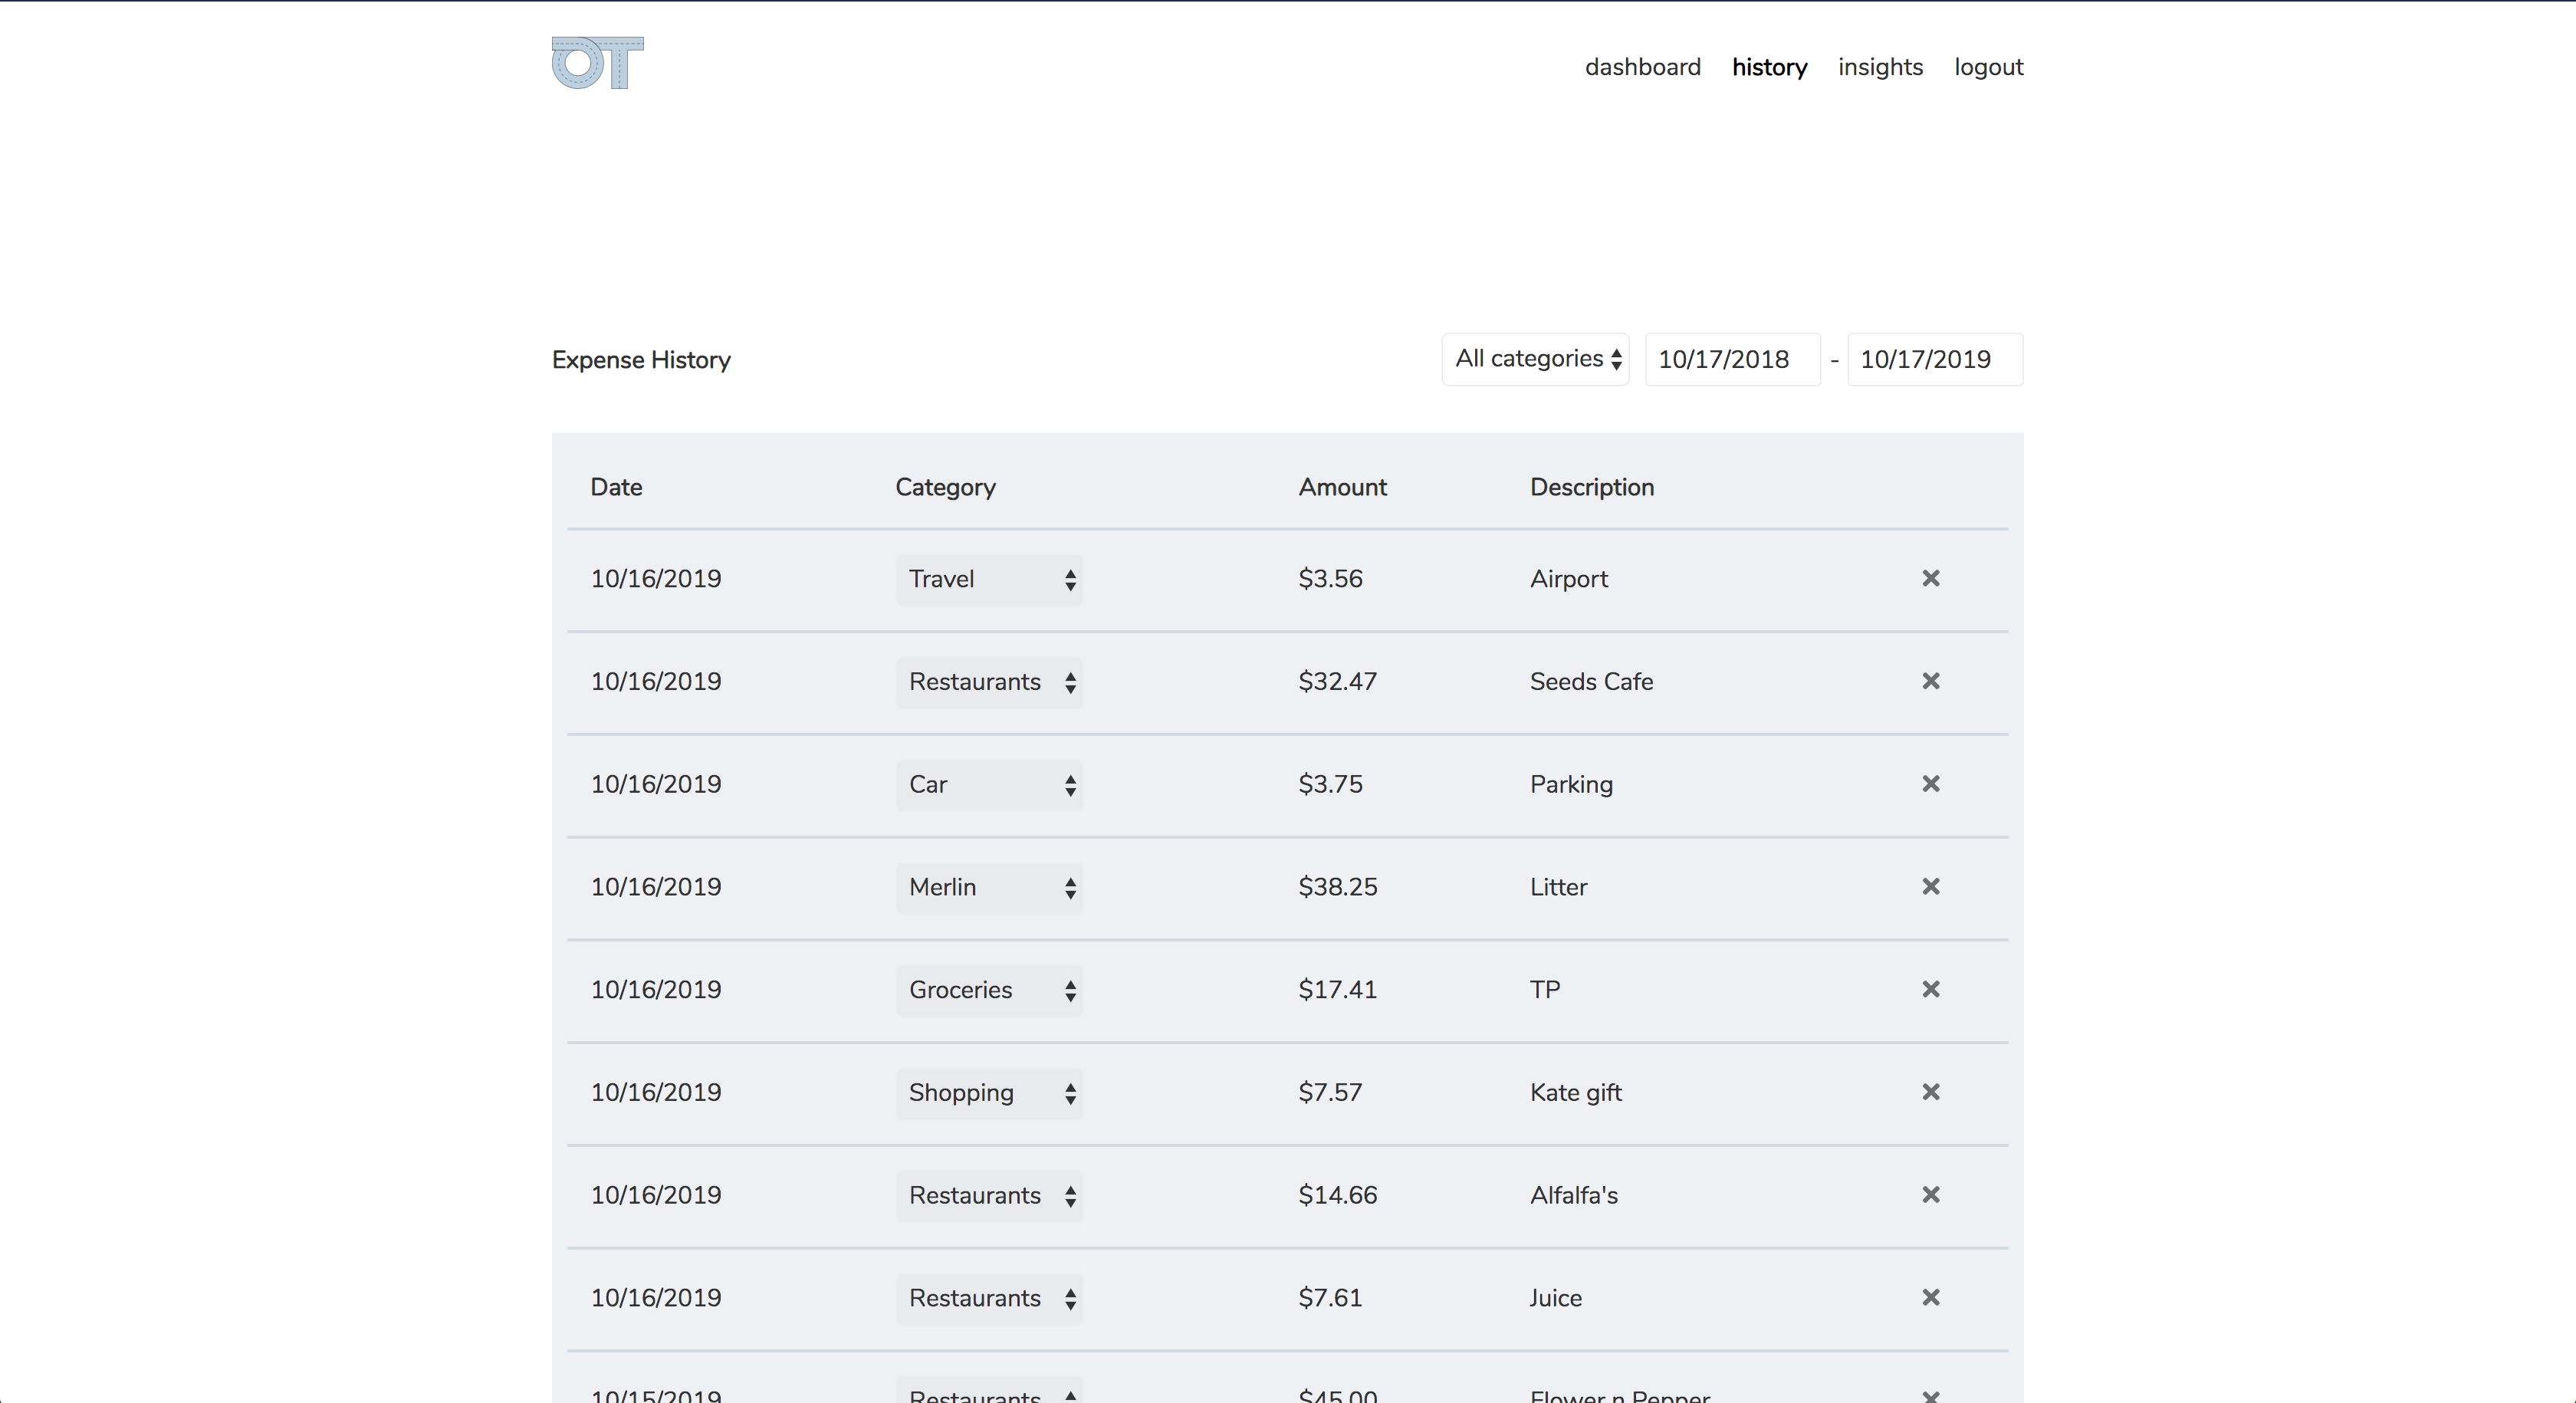 OT
dashboard history insights logout
Expense History All categories 10/17/2018 - 10/17/2019
Date Category Amount Description
10/16/2019 Travel $3.56 Airport
10/16/2019 Restaurants $32.47 Seeds Cafe
10/16/2019 Car $3.75 Parking
10/16/2019 Merlin $38.25 Litter
10/16/2019 Groceries $17.41 TP
10/16/2019 Shopping $7.57 Kate gift
10/16/2019 Restaurants $14.66 Alfalfa's
10/16/2019 Restaurants $7.61 Juice
10/15/2019 Restaurants $45.00 Flower n Pepper